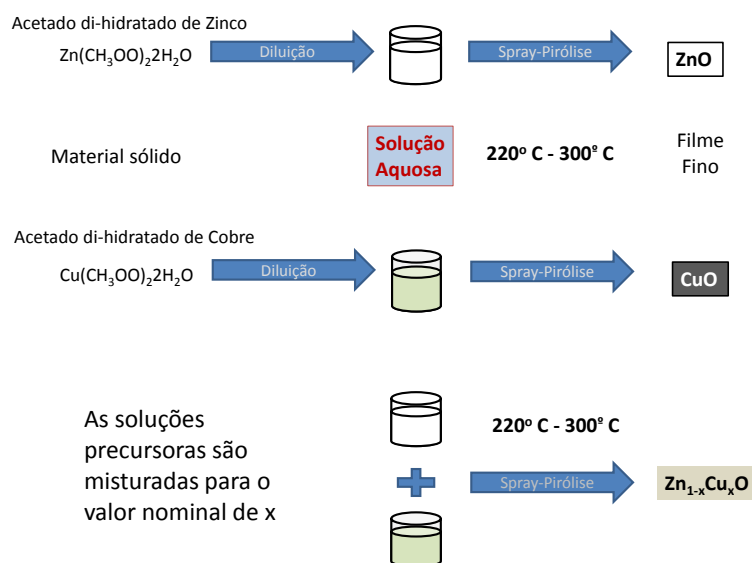 Acetado di-hidratado de Zinco
Zn(CH₃OO)₂2H₂O
Diluição
Spray-Pirólise
ZnO
Material sólido
Solução
Aquosa
220º C - 300º C
Filme
Fino
Acetado di-hidratado de Cobre
Cu(CH₃OO)₂2H₂O
Diluição
Spray-Pirólise
CuO
As soluções
precursoras são
misturadas para o
valor nominal de x
220º C - 300º C
Spray-Pirólise
Zn₁₋ₓCuₓO